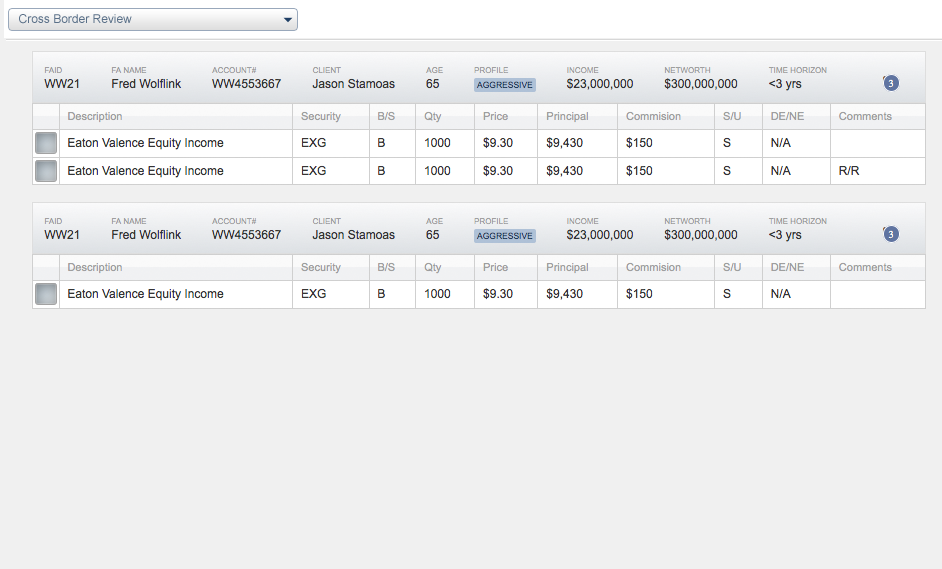 Cross Border Review
FAID FA NAME ACCOUNT# CLIENT AGE PROFILE INCOME NETWORTH TIME HORIZON
WW21 Fred Wolflink WW4553667 Jason Stamoas 65 AGGRESSIVE $23,000,000 $300,000,000 <3 yrs 3
Description Security B/S Qty Price Principal Commision S/U DE/NE Comments
Eaton Valence Equity Income EXG B 1000 $9.30 $9,430 $150 S N/A
Eaton Valence Equity Income EXG B 1000 $9.30 $9,430 $150 S N/A R/R
FAID FA NAME ACCOUNT# CLIENT AGE PROFILE INCOME NETWORTH TIME HORIZON
WW21 Fred Wolflink WW4553667 Jason Stamoas 65 AGGRESSIVE $23,000,000 $300,000,000 <3 yrs 3
Description Security B/S Qty Price Principal Commision S/U DE/NE Comments
Eaton Valence Equity Income EXG B 1000 $9.30 $9,430 $150 S N/A